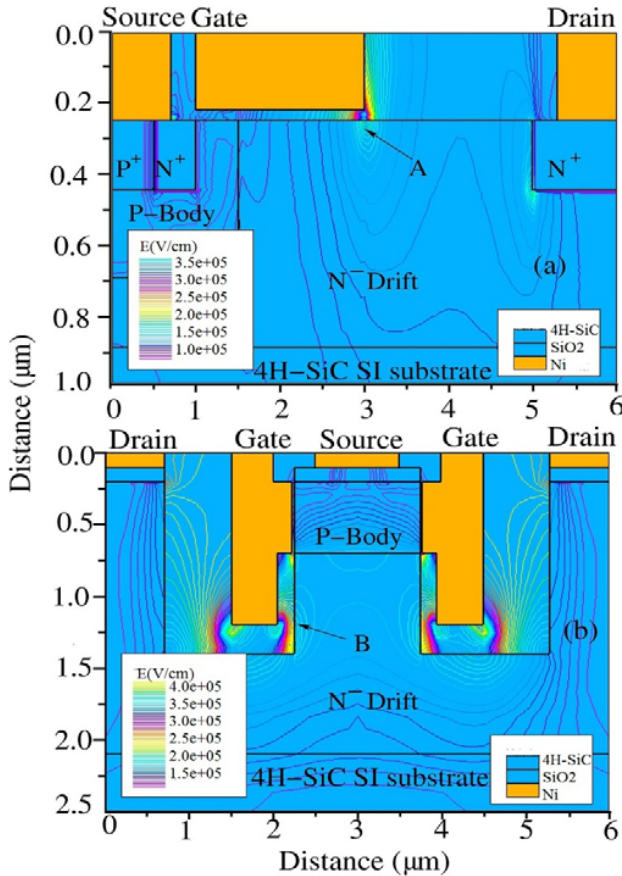 Source Gate Drain
0.0
0.2
0.4
0.6
0.8
1.0
P+ N+ N+
A
P-Body
E(V/cm)
3.5e+05
3.0e+05
2.5e+05
2.0e+05
1.5e+05
1.0e+05
N− Drift
(a)
4H-SiC
SiO2
Ni
4H-SiC SI substrate
0 1 2 3 4 5 6
Distance (μm)
Drain Gate Source Gate Drain
0.0
0.5
1.0
1.5
2.0
2.5
P-Body
B
(b)
E(V/cm)
4.0e+05
3.5e+05
3.0e+05
2.5e+05
2.0e+05
1.5e+05
N− Drift
4H-SiC
SiO2
Ni
4H-SiC SI substrate
0 1 2 3 4 5 6
Distance (μm)